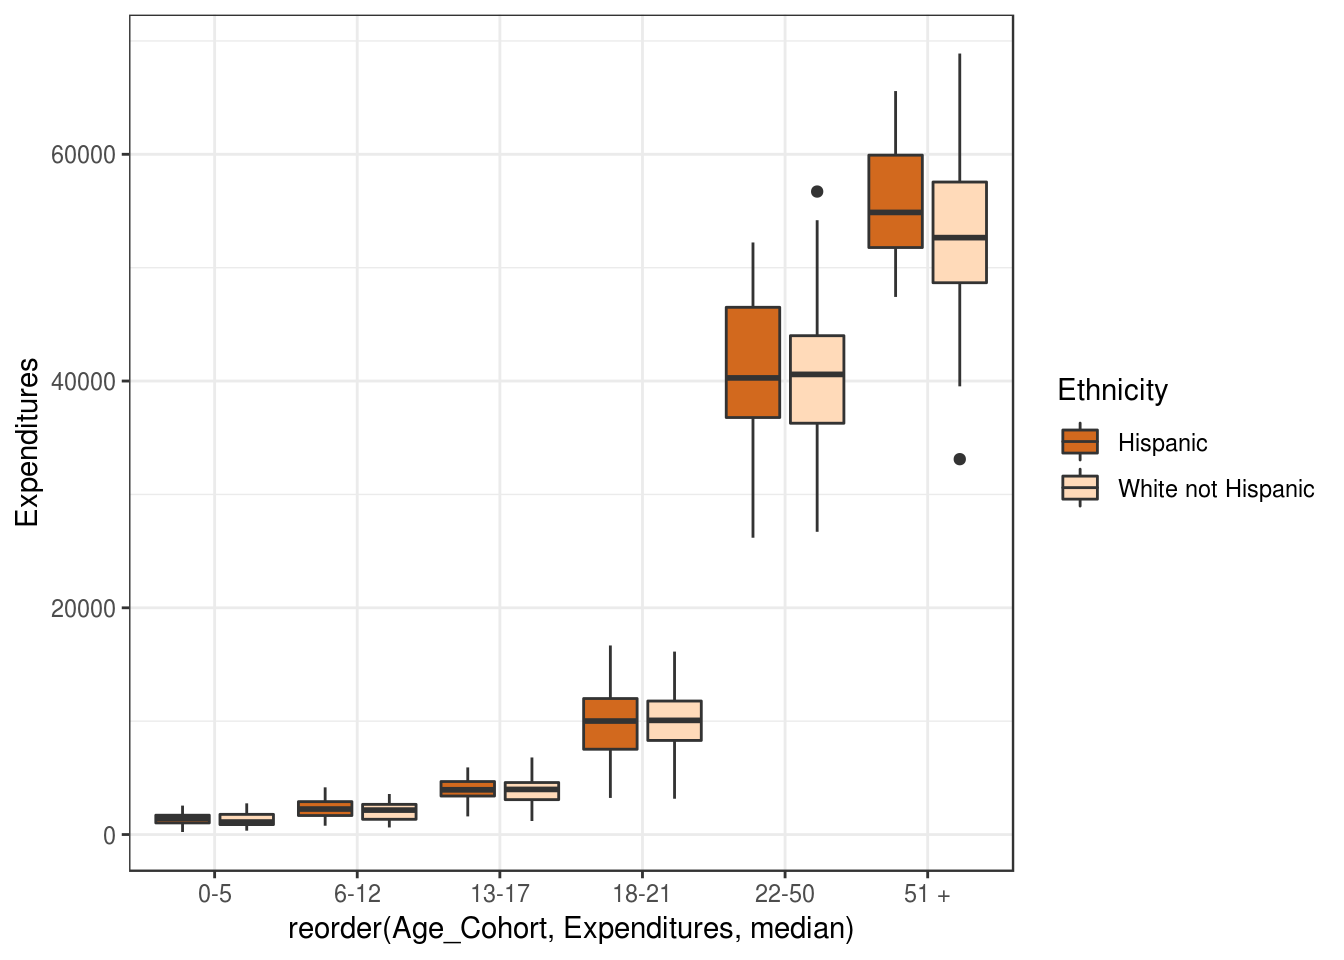 Expenditures
60000
40000
20000
0
0-5
6-12
13-17
18-21
22-50
51 +
reorder(Age_Cohort, Expenditures, median)
Ethnicity
Hispanic
White not Hispanic